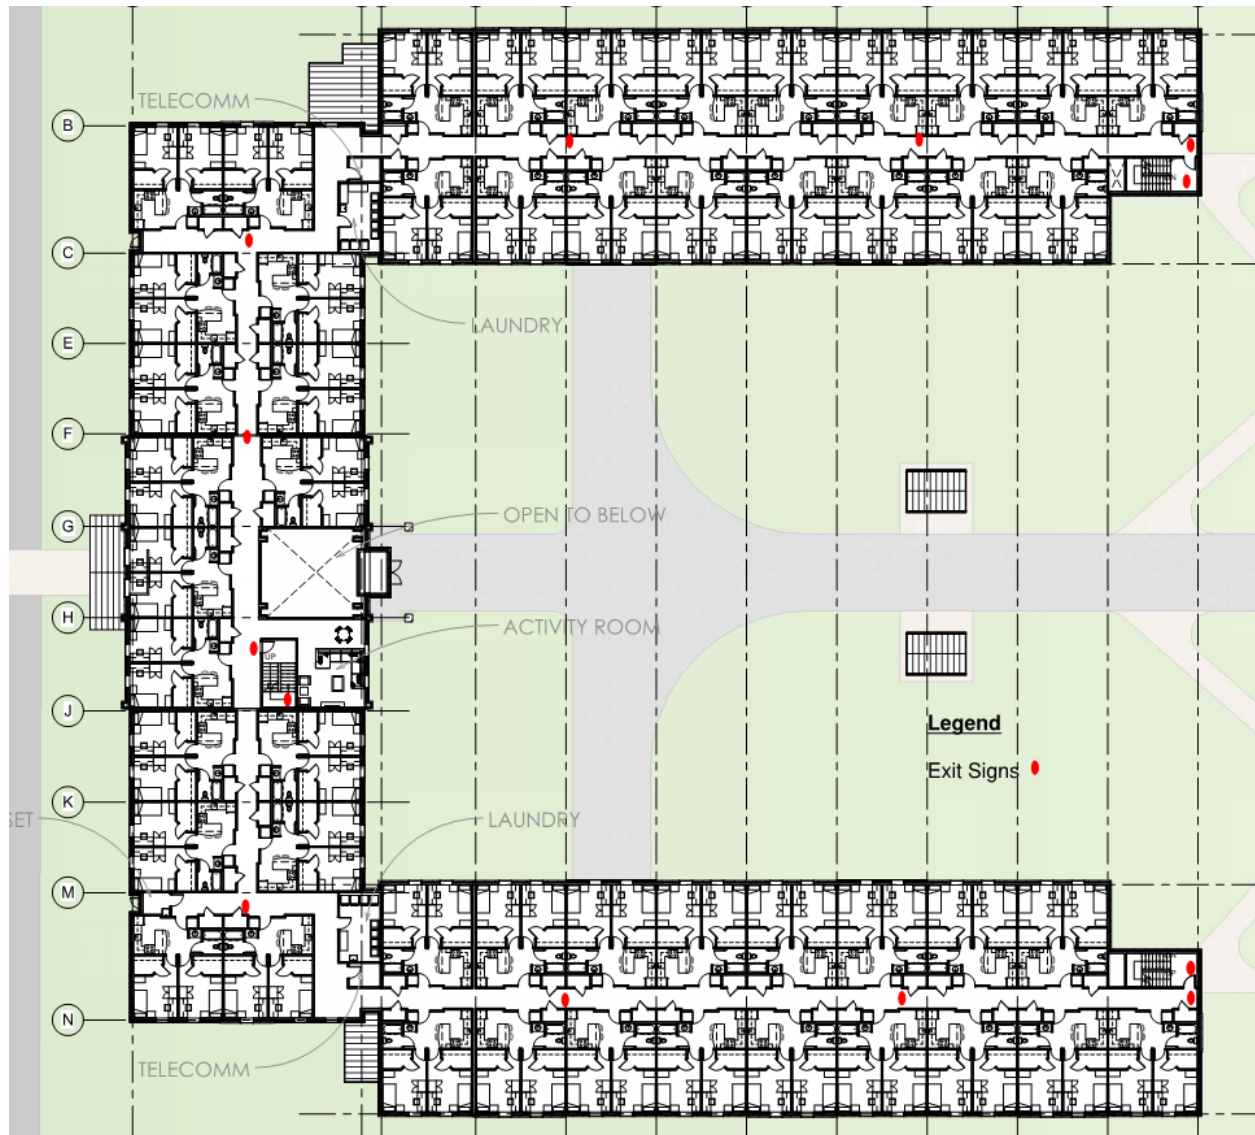 TELECOMM
B
C
LAUNDRY
E
F
G
OPEN TO BELOW
H
ACTIVITY ROOM
UP
J
Legend
Exit Signs
K
SET
LAUNDRY
M
N
TELECOMM